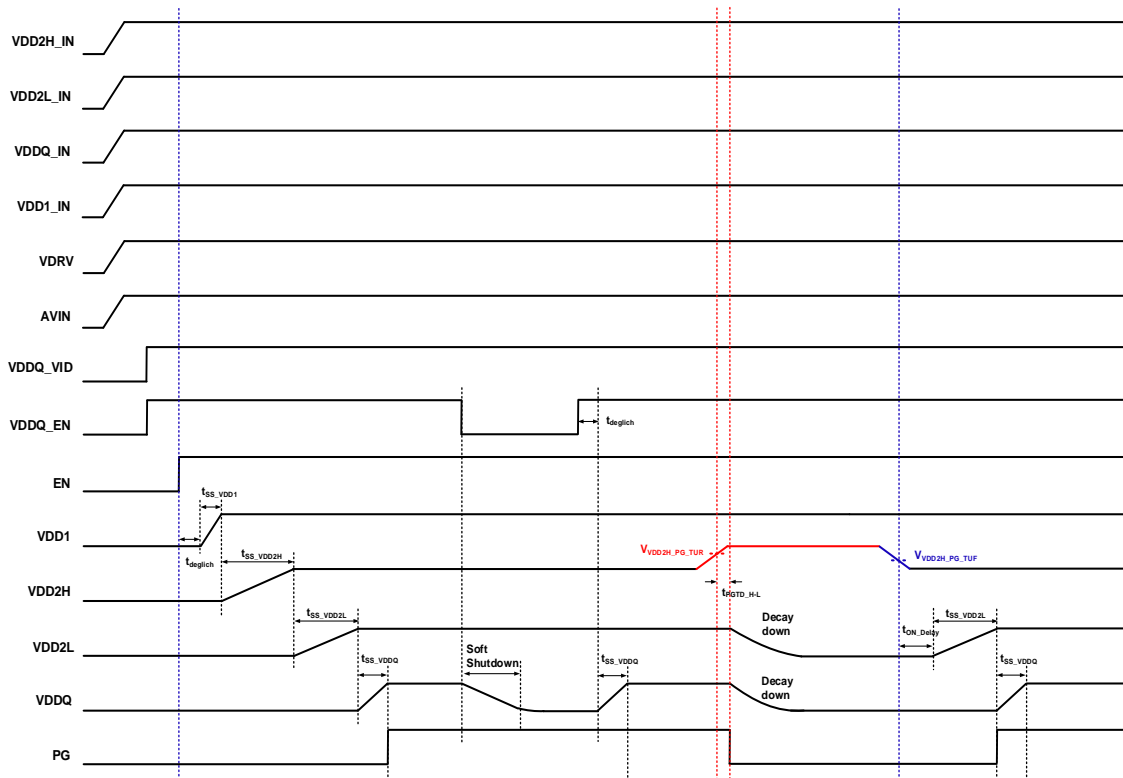 VDD2H_IN
VDD2L_IN
VDDQ_IN
VDD1_IN
VDRV
AVIN
VDDQ_VID
VDDQ_EN
tdeglich
EN
tSS_VDD1
VDD1
tdeglich
tSS_VDD2H
VVDD2H_PG_TUR
VVDD2H_PG_TUF
VDD2H
tPGTD_H-L
tSS_VDD2L
Decay
down
tSS_VDD2L
tON_Delay
VDD2L
tSS_VDDQ
Soft
Shutdown
tSS_VDDQ
Decay
down
tSS_VDDQ
VDDQ
PG